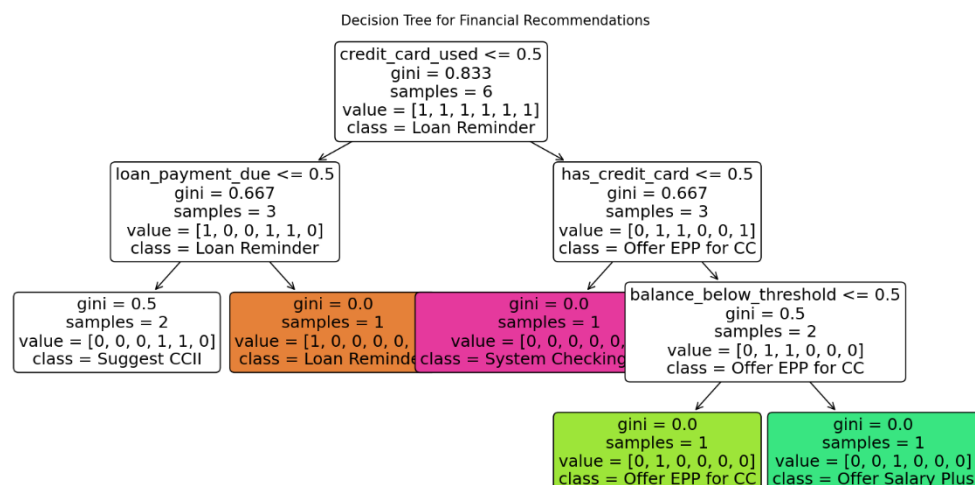 Decision Tree for Financial Recommendations
credit_card_used <= 0.5
gini = 0.833
samples = 6
value = [1, 1, 1, 1, 1, 1]
class = Loan Reminder
loan_payment_due <= 0.5
gini = 0.667
samples = 3
value = [1, 0, 0, 1, 1, 0]
class = Loan Reminder
has_credit_card <= 0.5
gini = 0.667
samples = 3
value = [0, 1, 1, 0, 0, 1]
class = Offer EPP for CC
gini = 0.5
samples = 2
value = [0, 0, 0, 1, 1, 0]
class = Suggest CCII
gini = 0.0
samples = 1
value = [1, 0, 0, 0, 0,
class = Loan Reminde
gini = 0.0
samples = 1
value = [0, 0, 0, 0, 0,
class = System Checking
balance_below_threshold <= 0.5
gini = 0.5
samples = 2
value = [0, 1, 1, 0, 0, 0]
class = Offer EPP for CC
gini = 0.0
samples = 1
value = [0, 1, 0, 0, 0, 0]
class = Offer EPP for CC
gini = 0.0
samples = 1
value = [0, 0, 1, 0, 0, 0]
class = Offer Salary Plus